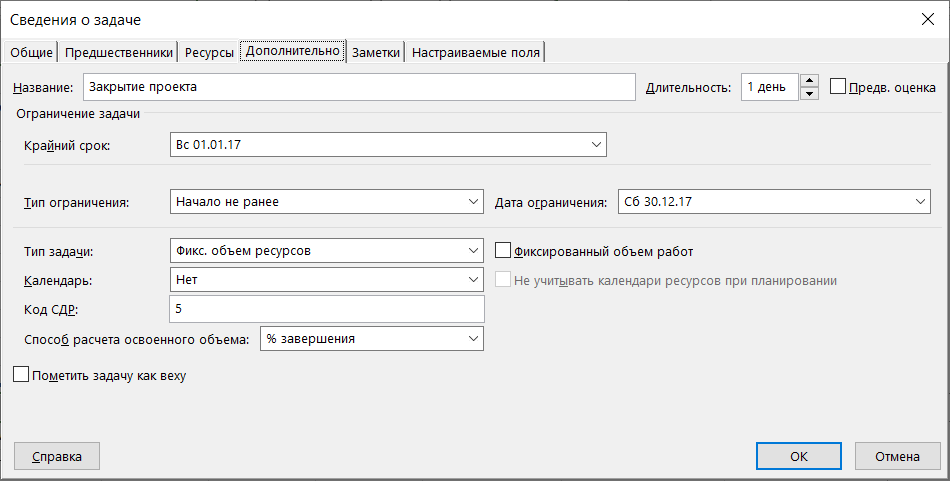 Сведения о задаче
Общие Предшественники Ресурсы Дополнительно Заметки Настраиваемые поля
Название: Закрытие проекта Длительность: 1 день Предв. оценка
Ограничение задачи
Крайний срок: Вс 01.01.17
Тип ограничения: Начало не ранее Дата ограничения: Сб 30.12.17
Тип задачи: Фикс. объем ресурсов Фиксированный объем работ
Календарь: Нет Не учитывать календари ресурсов при планировании
Код СДР: 5
Способ расчета освоенного объема: % завершения
Пометить задачу как веху
Справка ОК Отмена